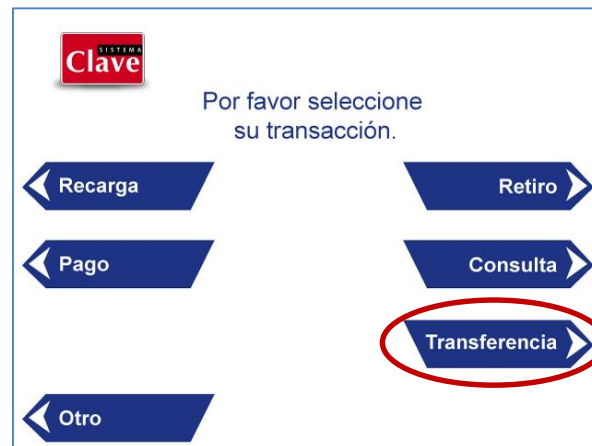 SISTEMA
Clave
Por favor seleccione
su transacción.
Recarga
Retiro
Pago
Consulta
Transferencia
Otro